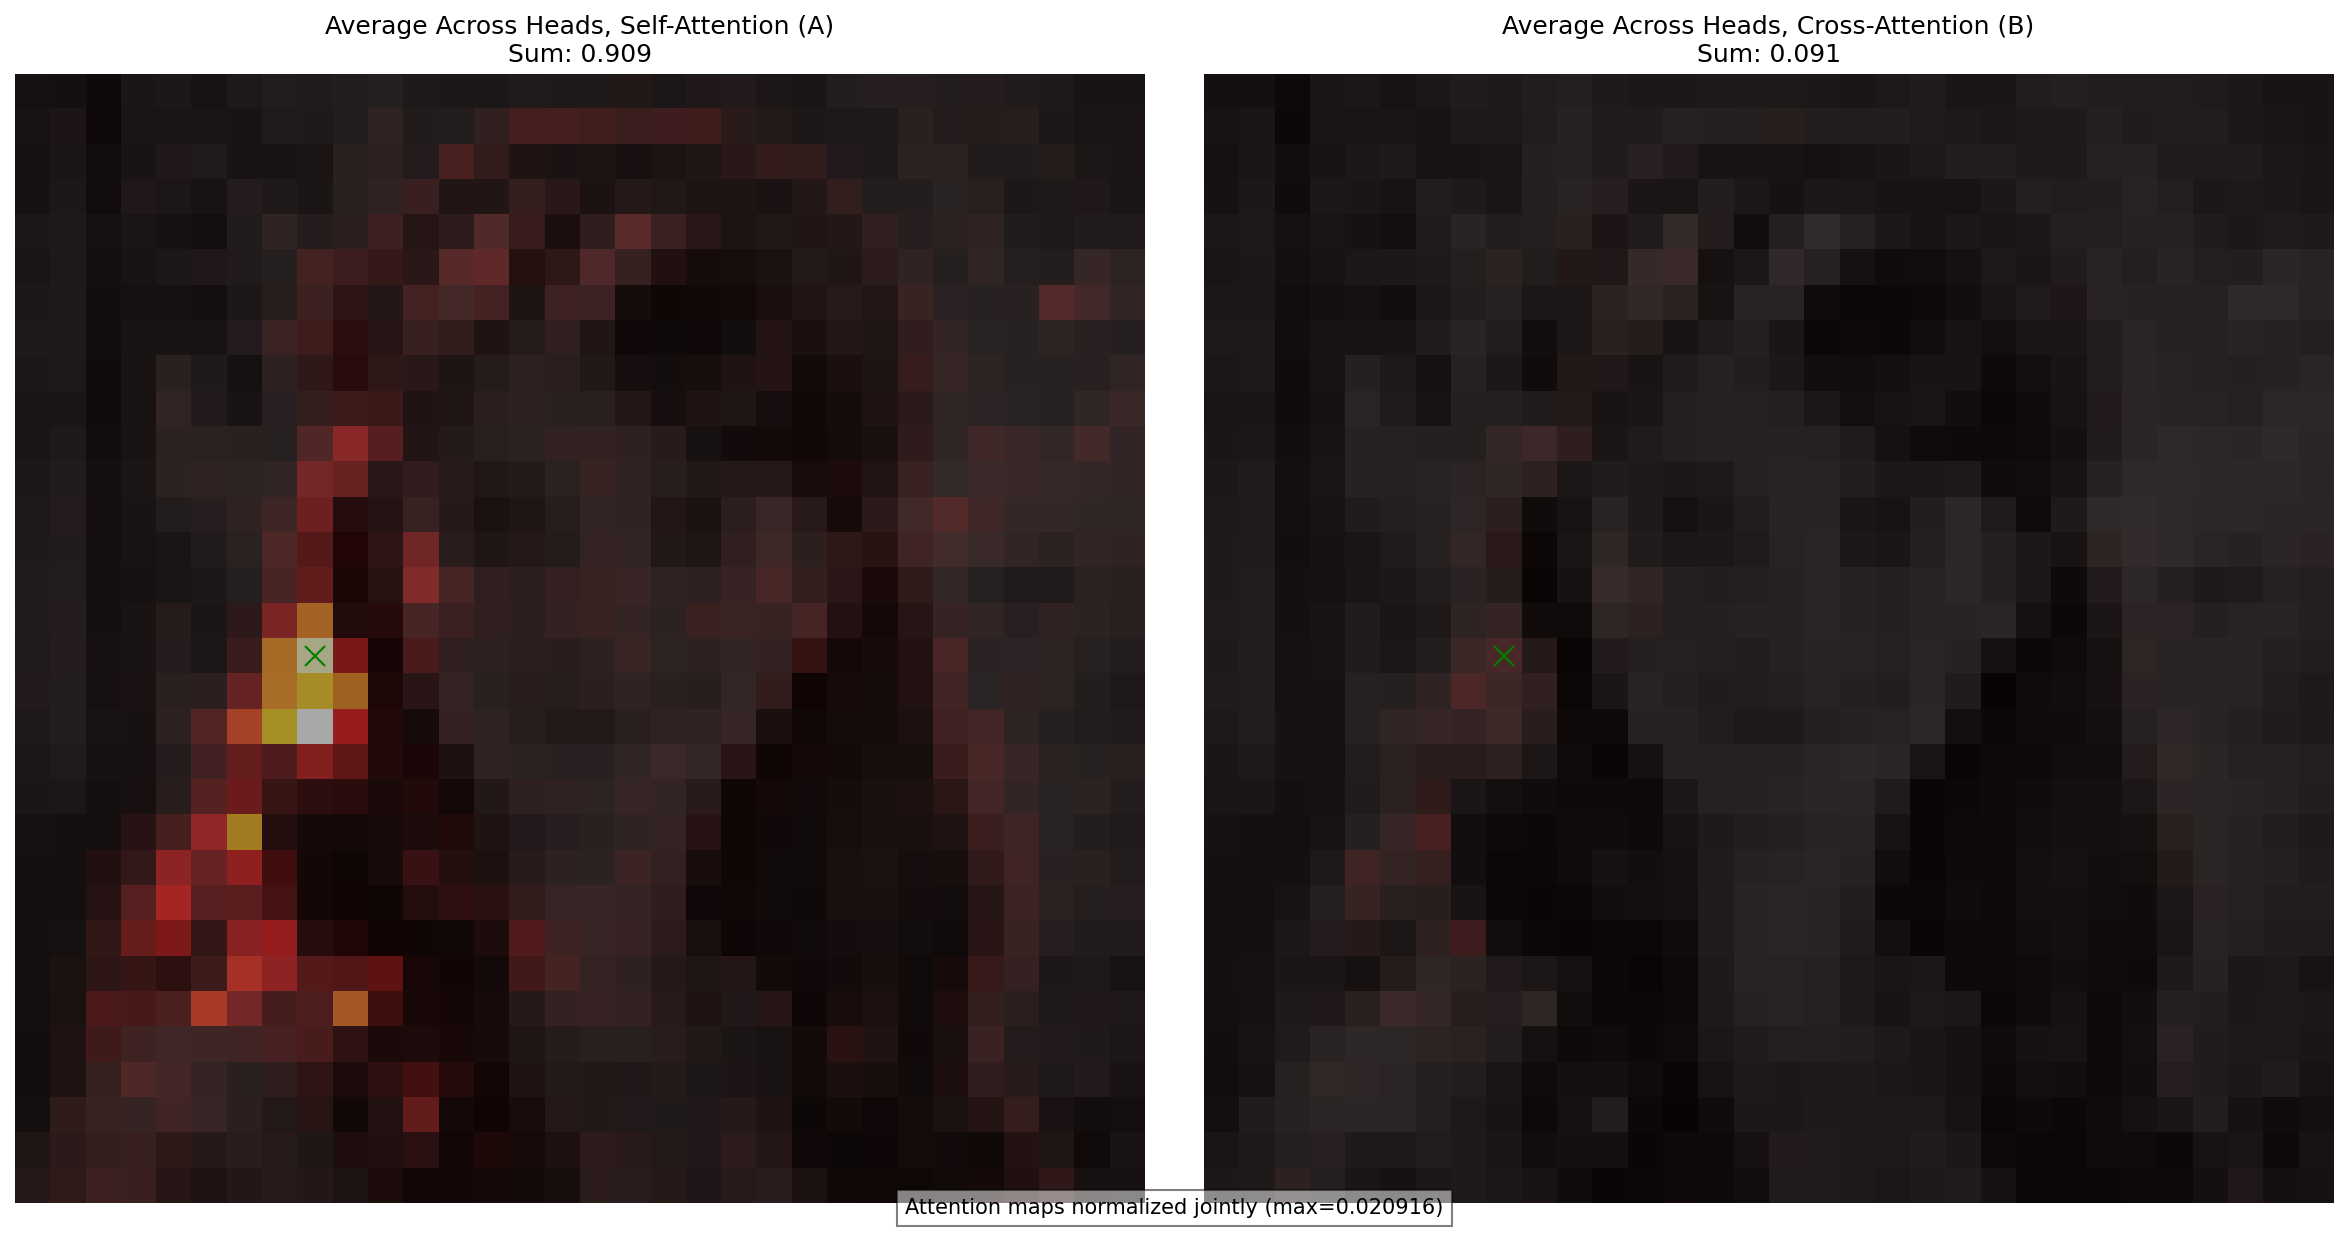 Average Across Heads, Self-Attention (A)
Sum: 0.909
Average Across Heads, Cross-Attention (B)
Sum: 0.091
Attention maps normalized jointly (max=0.020916)